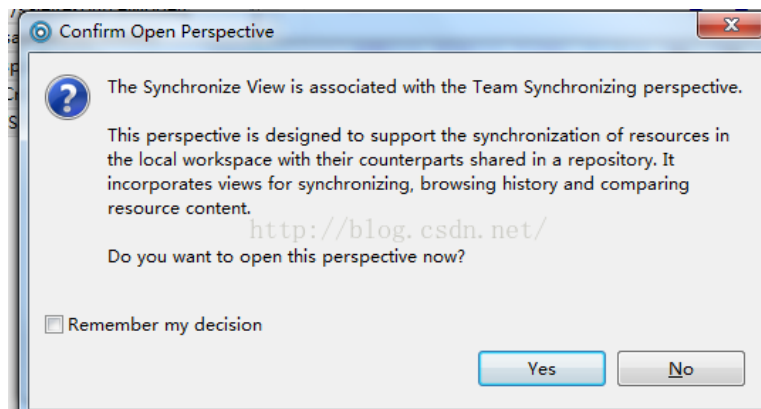 Confirm Open Perspective
The Synchronize View is associated with the Team Synchronizing perspective.
This perspective is designed to support the synchronization of resources in
the local workspace with their counterparts shared in a repository. It
incorporates views for synchronizing, browsing history and comparing
resource content.
http://blog.csdn.net/
Do you want to open this perspective now?
Remember my decision
Yes
No